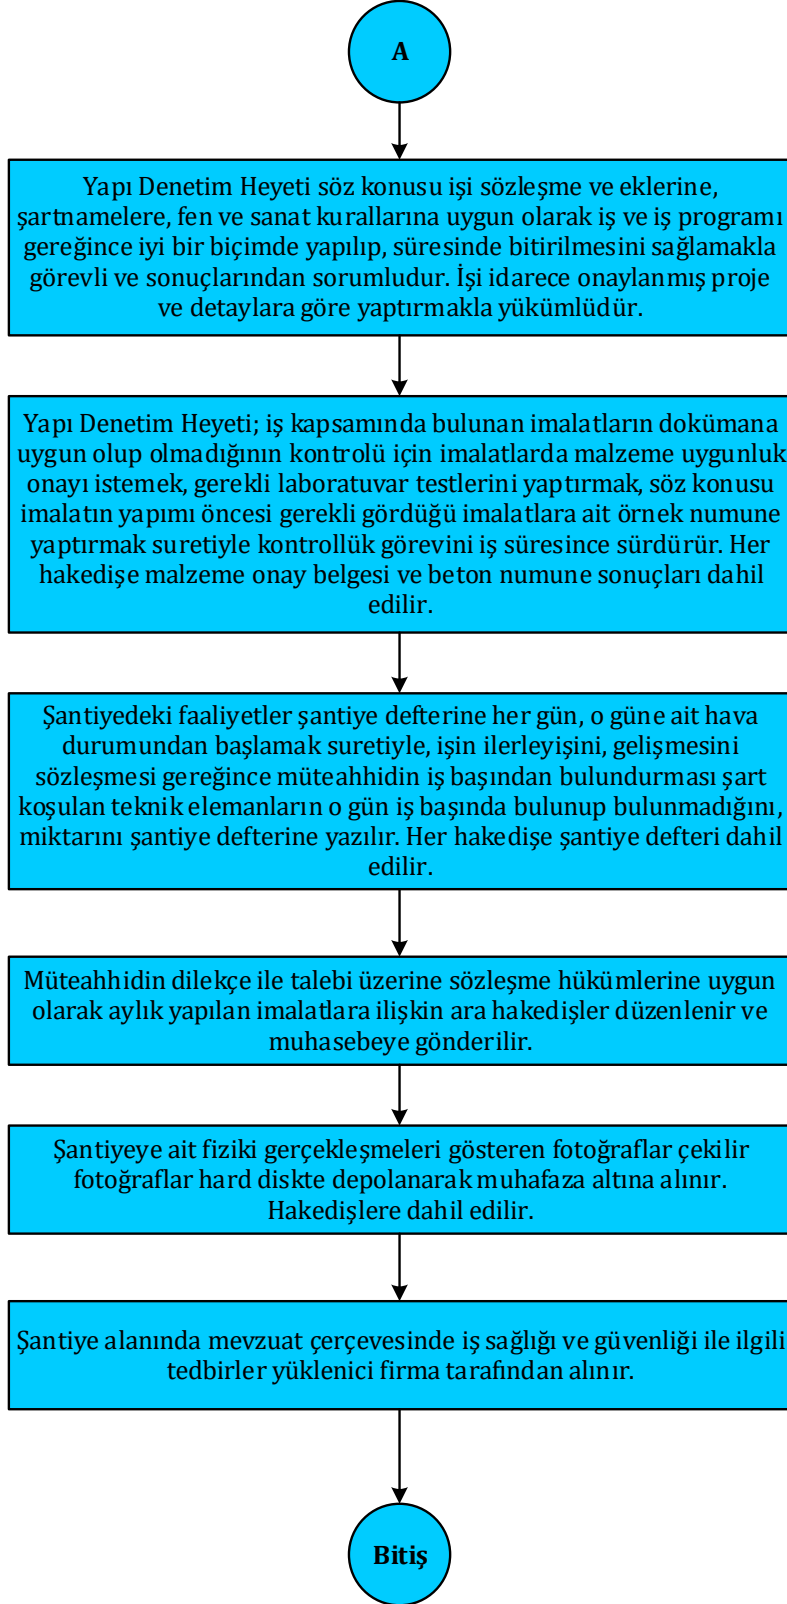 A
Yapı Denetim Heyeti söz konusu işi sözleşme ve eklerine,
şartnamelere, fen ve sanat kurallarına uygun olarak iş ve iş programı
gereğince iyi bir biçimde yapılıp, süresinde bitirilmesini sağlamakla
görevli ve sonuçlarından sorumludur. İşi idarece onaylanmış proje
ve detaylara göre yaptırmakla yükümlüdür.
Yapı Denetim Heyeti; iş kapsamında bulunan imalatların dokümana
uygun olup olmadığının kontrolü için imalatlarda malzeme uygunluk
onayı istemek, gerekli laboratuvar testlerini yaptırmak, söz konusu
imalatın yapımı öncesi gerekli gördüğü imalatlara ait örnek numune
yaptırmak suretiyle kontrollük görevini iş süresince sürdürür. Her
hakedişe malzeme onay belgesi ve beton numune sonuçları dahil
edilir.
Şantiyedeki faaliyetler şantiye defterine her gün, o güne ait hava
durumundan başlamak suretiyle, işin ilerleyişini, gelişmesini
sözleşmesi gereğince müteahhidin iş başından bulundurması şart
koşulan teknik elemanların o gün iş başında bulunup bulunmadığını,
miktarını şantiye defterine yazılır. Her hakedişe şantiye defteri dahil
edilir.
Müteahhidin dilekçe ile talebi üzerine sözleşme hükümlerine uygun
olarak aylık yapılan imalatlara ilişkin ara hakedişler düzenlenir ve
muhasebeye gönderilir.
Şantiyeye ait fiziki gerçekleşmeleri gösteren fotoğraflar çekilir
fotoğraflar hard diskte depolanarak muhafaza altına alınır.
Hakedişlere dahil edilir.
Şantiye alanında mevzuat çerçevesinde iş sağlığı ve güvenliği ile ilgili
tedbirler yüklenici firma tarafından alınır.
Bitiş